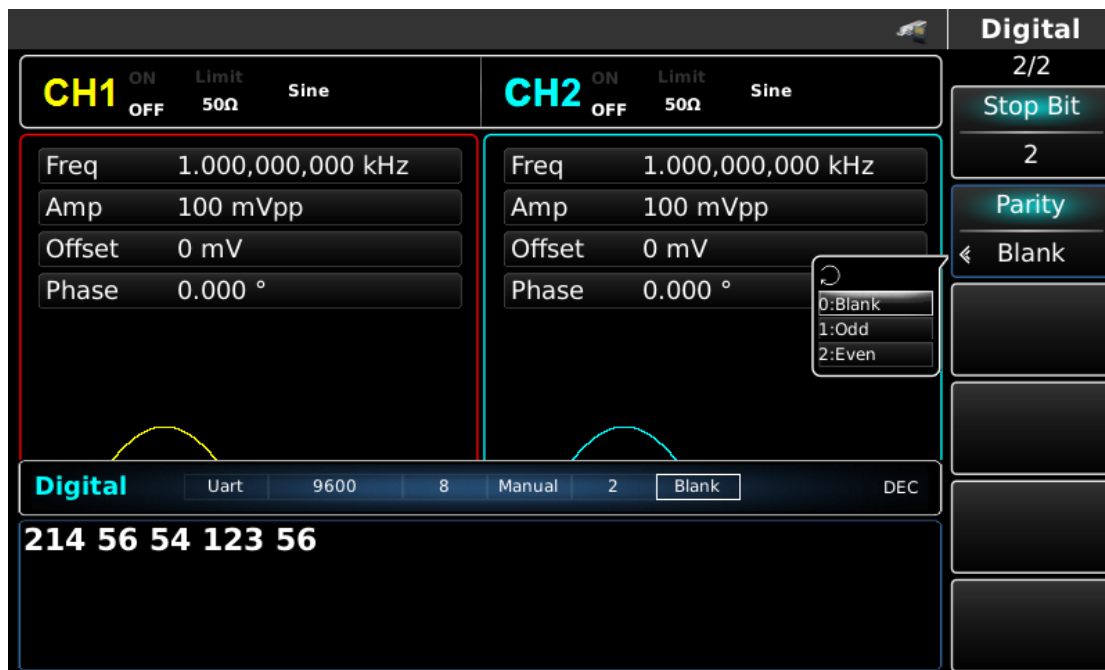 Digital
2/2
CH1 ON Limit Sine
OFF 50Ω
CH2 ON Limit Sine
OFF 50Ω
Stop Bit
2
Parity
Blank
Freq 1.000,000,000 kHz
Amp 100 mVpp
Offset 0 mV
Phase 0.000 °
Freq 1.000,000,000 kHz
Amp 100 mVpp
Offset 0 mV
Phase 0.000 °
0:Blank
1:Odd
2:Even
Digital Uart 9600 8 Manual 2 Blank DEC
214 56 54 123 56